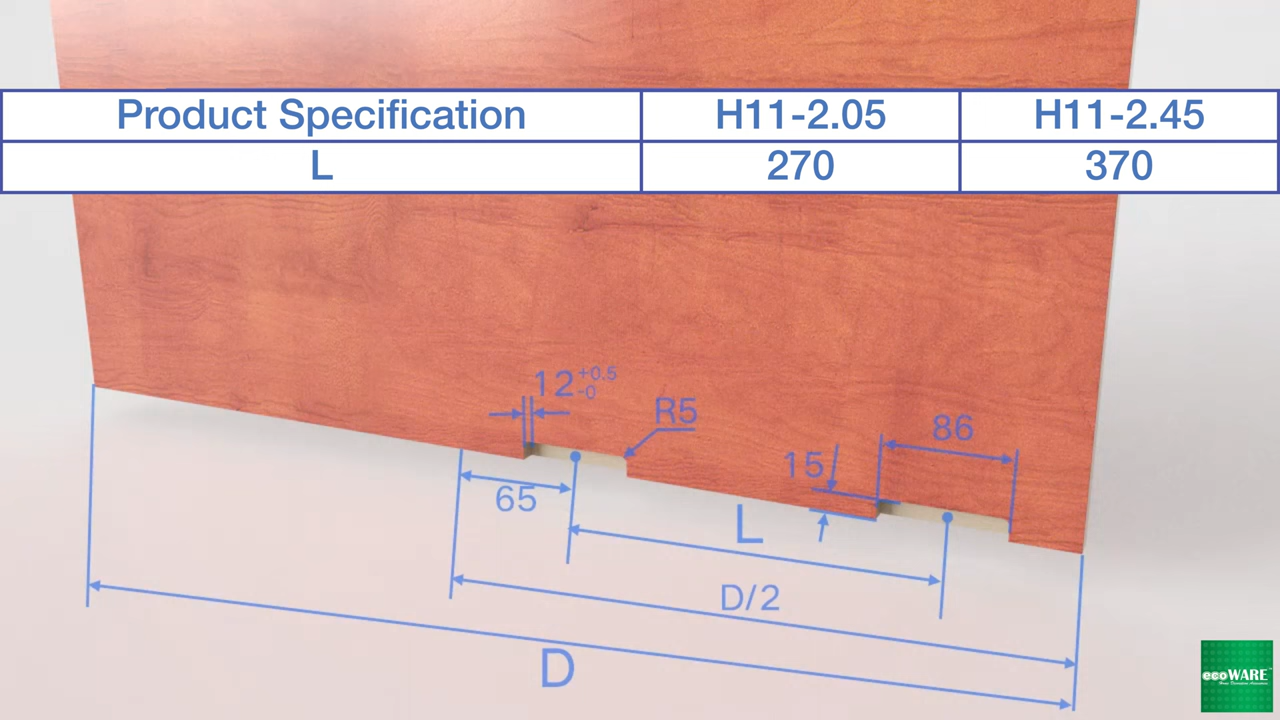 Product Specification H11-2.05 H11-2.45
L 270 370
12 +0.5 -0
R5
86
15
65
L
D/2
D
ecoWARE